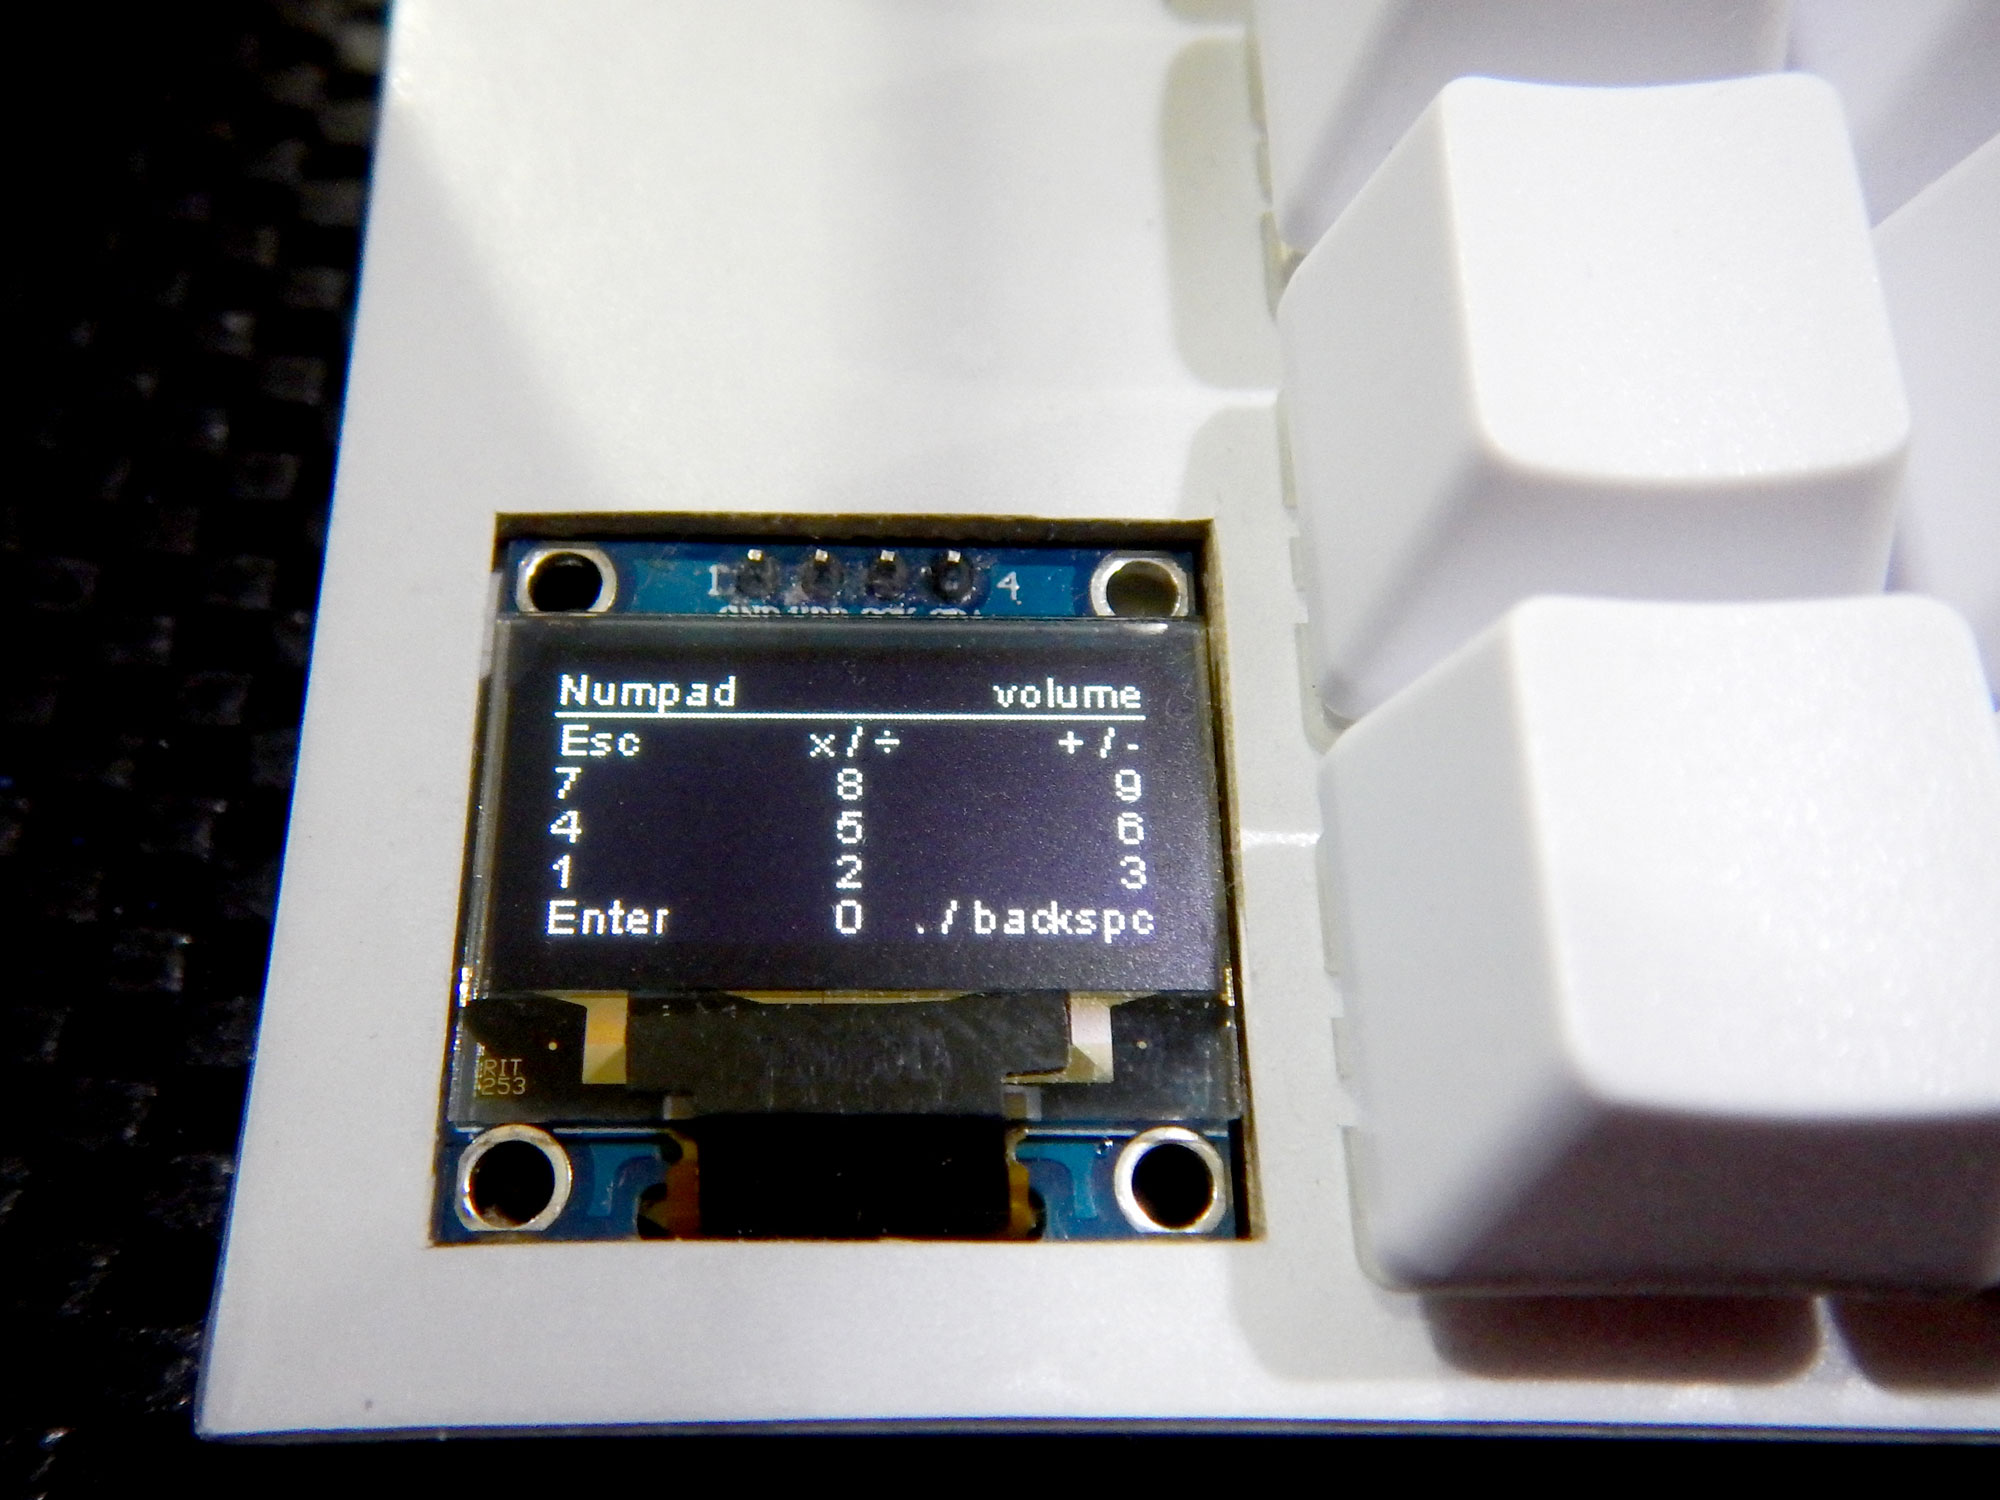 4
Numpad volume
Esc x/÷ +/-
7 8 9
4 5 6
1 2 3
Enter 0 ./backspc
RIT
253